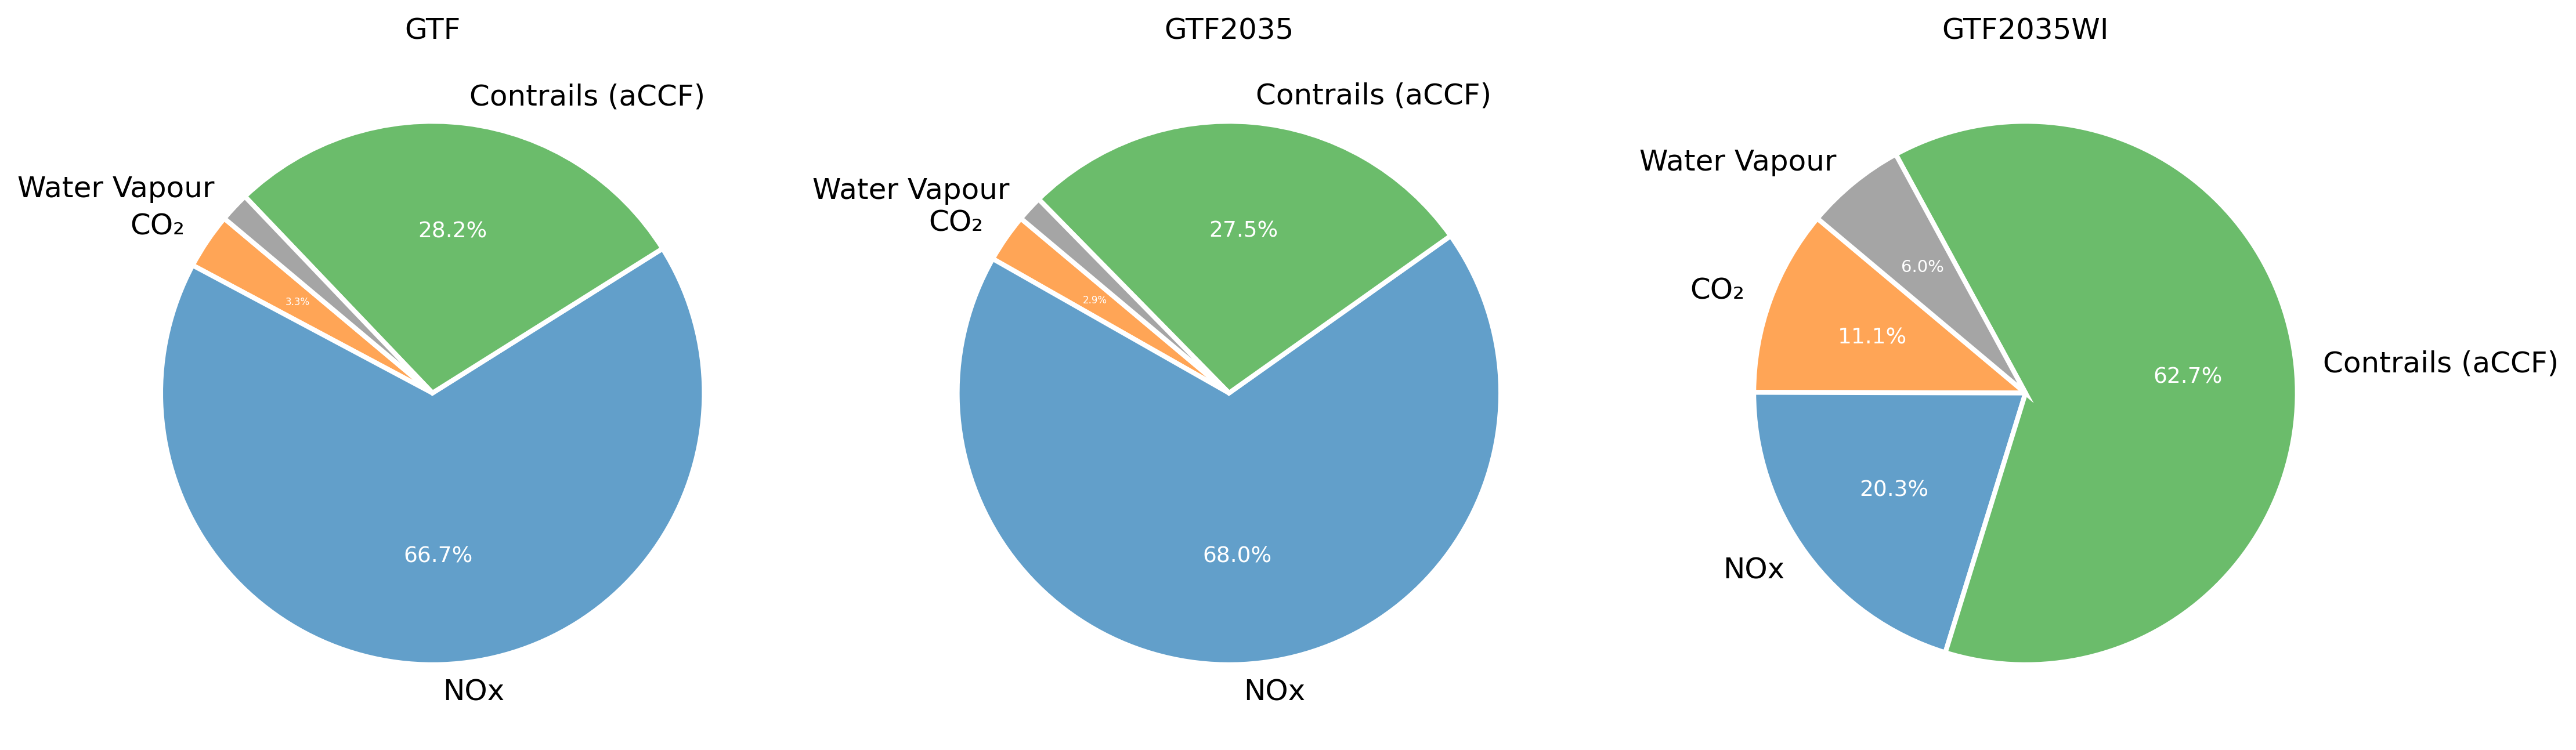 GTF
Contrails (aCCF)
Water Vapour
CO₂
28.2%
3.3%
66.7%
NOx
GTF2035
Contrails (aCCF)
Water Vapour
CO₂
27.5%
2.9%
68.0%
NOx
GTF2035WI
Water Vapour
CO₂
6.0%
11.1%
62.7%
Contrails (aCCF)
20.3%
NOx